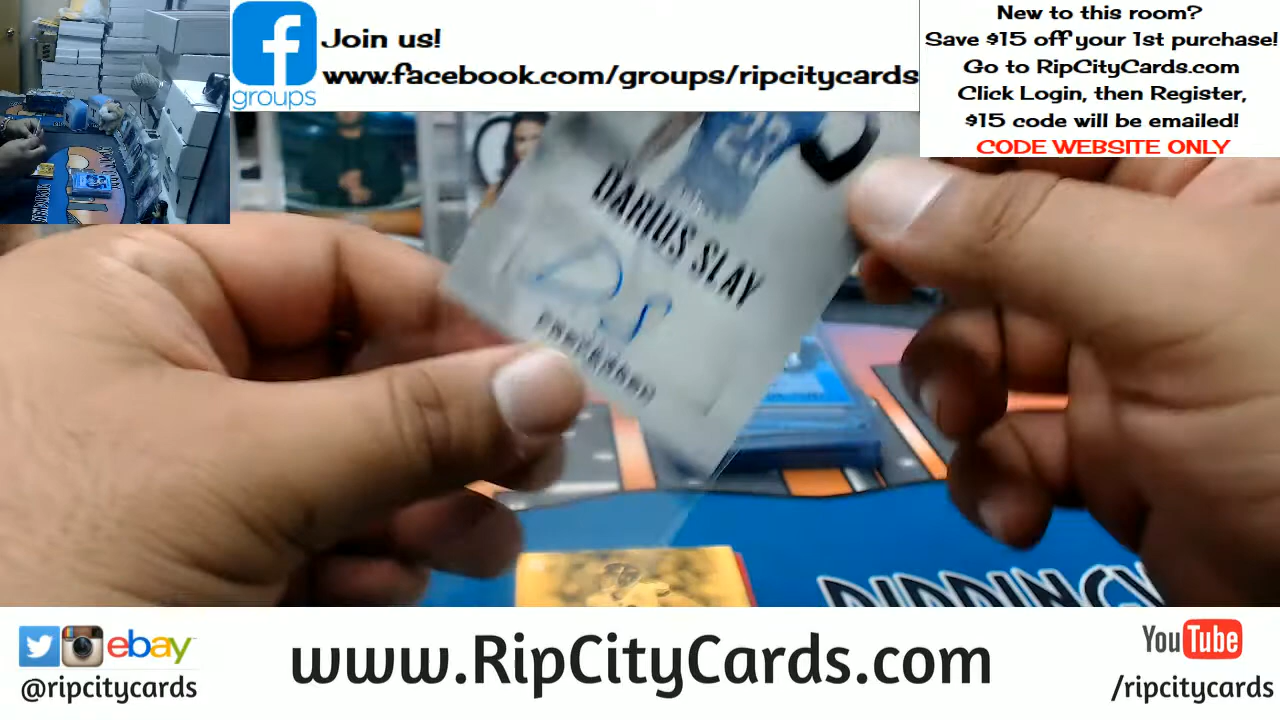 Join us!
www.facebook.com/groups/ripcitycards
groups
New to this room?
Save $15 off your 1st purchase!
Go to RipCityCards.com
Click Login, then Register,
$15 code will be emailed!
CODE WEBSITE ONLY
23
DARIUS SLAY
ebay
@ripcitycards
www.RipCityCards.com
YouTube
/ripcitycards